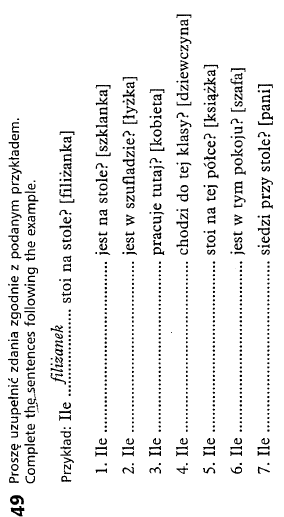 49 Proszę uzupełnić zdania zgodnie z podanym przykładem.
Complete the sentences following the example.
Przykład: Ile ....filiżanek.... stoi na stole? [filiżanka]
1. Ile ........................................ jest na stole? [szklanka]
2. Ile ........................................ jest w szufladzie? [łyżka]
3. Ile ........................................ pracuje tutaj? [kobieta]
4. Ile ........................................ chodzi do tej klasy? [dziewczyna]
5. Ile ........................................ stoi na tej półce? [książka]
6. Ile ........................................ jest w tym pokoju? [szafa]
7. Ile ........................................ siedzi przy stole? [pani]